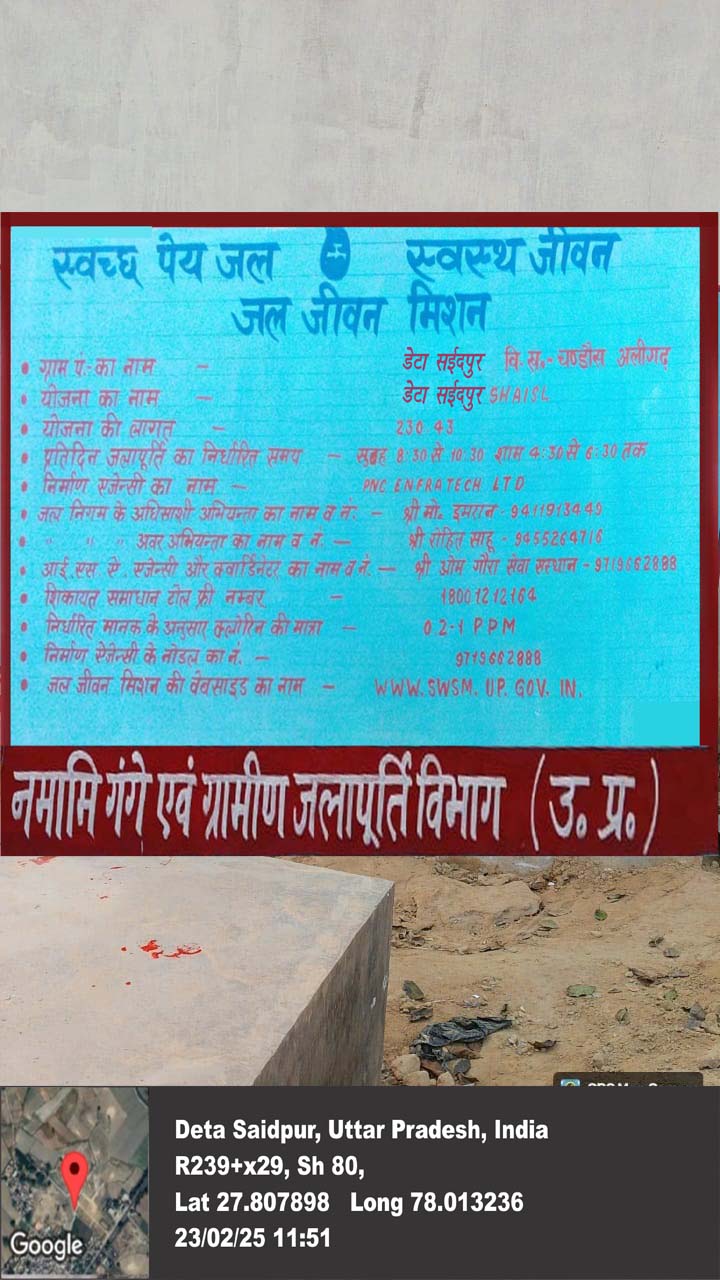 स्वच्छ पेय जल स्वस्थ जीवन
जल जीवन मिशन
• ग्राम पं.-का नाम - डेटा सईदपुर वि.ख.-चण्डौस अलीगढ़
• योजना का नाम - डेटा सईदपुर SHAISL
• योजना की लागत - 230.43
• प्रतिदिन जलापूर्ति का निर्धारित समय - सुबह 8:30 से 10:30 शाम 4:30 से 6:30 तक
• निर्माण एजेन्सी का नाम - PNC ENFRATECH LTD
• जल निगम के अधिसाशी अभियन्ता का नाम व नं. - श्री मो. इमरान - 9411913449
• " " " अवर अभियन्ता का नाम व नं. - श्री रोहित साहू - 9455264716
• आई.एस.ऐ. एजेन्सी और क्वार्डिनेटर का नाम व नं. - श्री ओम गौरा सेवा संस्थान - 9719662888
• शिकायत समाधान टोल फ्री नम्बर - 18001212164
• निर्धारित मानक के अनुसार क्लोरिन की मात्रा - 0.2-1 PPM
• निर्माण ऐजेन्सी के नोडल का नं. - 9719662888
• जल जीवन मिशन की वेबसाइड का नाम - WWW.SWSM.UP.GOV.IN.
नमामि गंगे एवं ग्रामीण जलापूर्ति विभाग (उ॰ प्र॰)
Deta Saidpur, Uttar Pradesh, India
R239+x29, Sh 80,
Lat 27.807898 Long 78.013236
23/02/25 11:51
Google